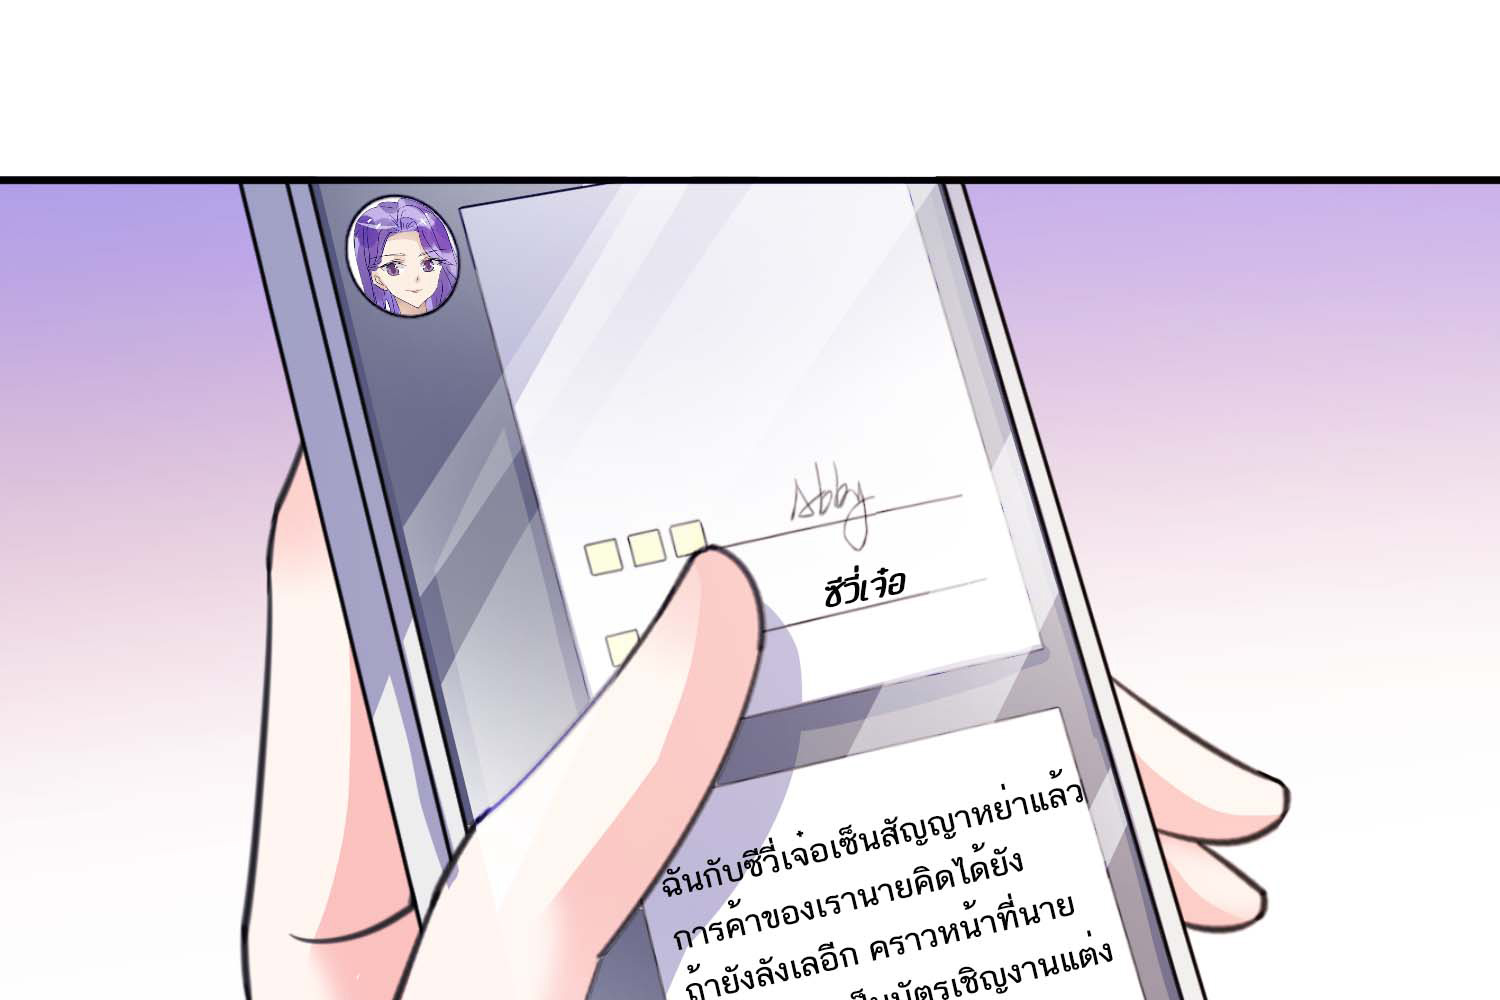 Abby
ซีวี่เจ๋อ
ฉันกับซีวี่เจ๋อเซ็นสัญญาหย่าแล้ว
การค้าของเรานายคิดได้ยัง
ถ้ายังลังเลอีก คราวหน้าที่นาย
เป็นบัตรเชิญงานแต่ง